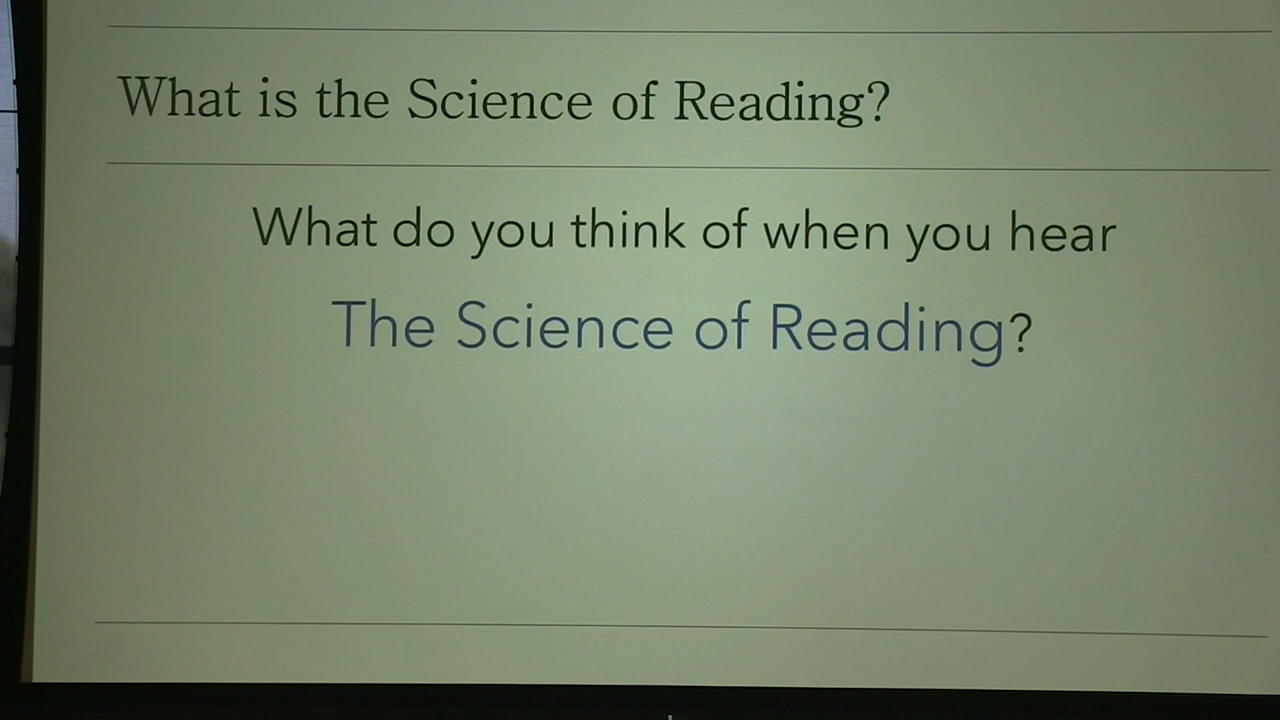 What is the Science of Reading?
What do you think of when you hear
The Science of Reading?